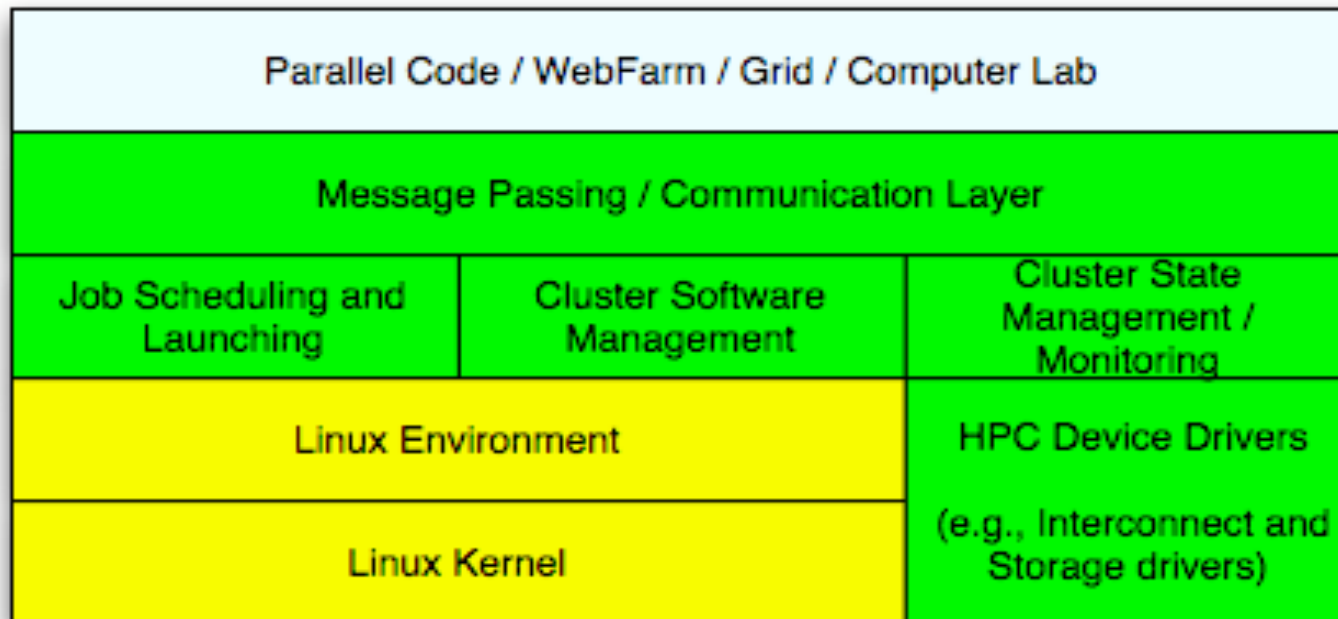 Parallel Code / WebFarm / Grid / Computer Lab
Message Passing / Communication Layer
Job Scheduling and
Launching
Cluster Software
Management
Cluster State
Management /
Monitoring
Linux Environment
Linux Kernel
HPC Device Drivers
(e.g., Interconnect and
Storage drivers)